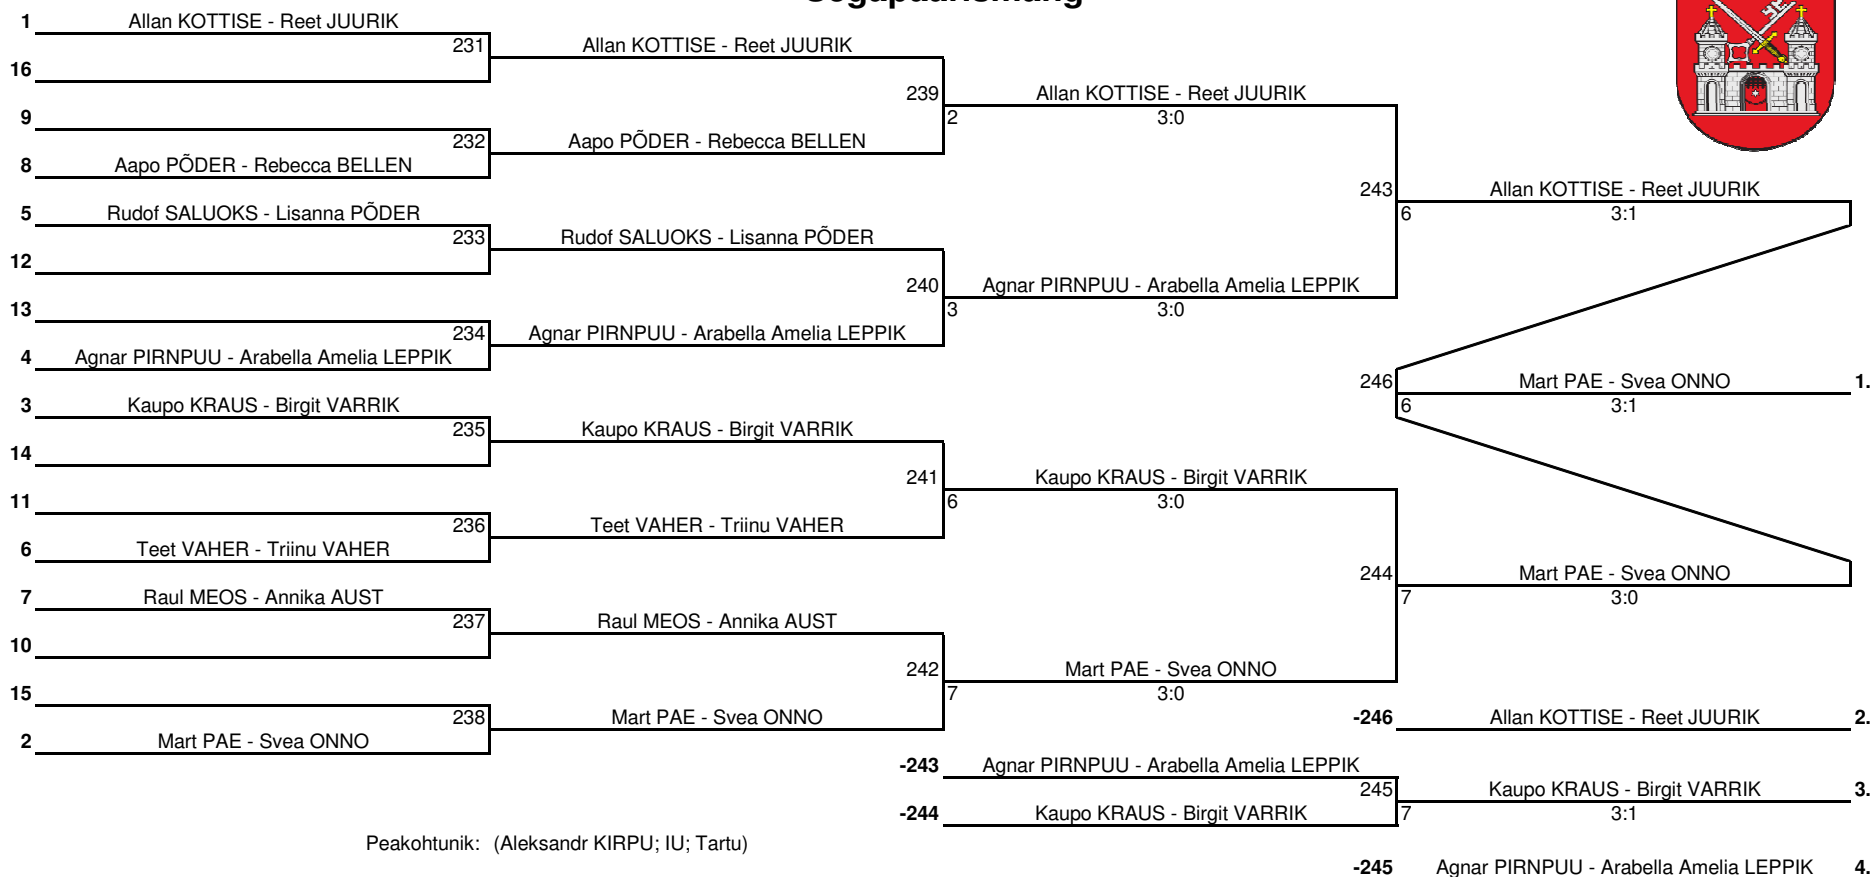 1 Allan KOTTISE - Reet JUURIK
231 Allan KOTTISE - Reet JUURIK
16
239 Allan KOTTISE - Reet JUURIK
9
2 3:0
232 Aapo PÕDER - Rebecca BELLEN
8 Aapo PÕDER - Rebecca BELLEN
243 Allan KOTTISE - Reet JUURIK
5 Rudof SALUOKS - Lisanna PÕDER
6 3:1
233 Rudof SALUOKS - Lisanna PÕDER
12
240 Agnar PIRNPUU - Arabella Amelia LEPPIK
13
3 3:0
234 Agnar PIRNPUU - Arabella Amelia LEPPIK
4 Agnar PIRNPUU - Arabella Amelia LEPPIK
246 Mart PAE - Svea ONNO 1.
3 Kaupo KRAUS - Birgit VARRIK
6 3:1
235 Kaupo KRAUS - Birgit VARRIK
14
241 Kaupo KRAUS - Birgit VARRIK
11
6 3:0
236 Teet VAHER - Triinu VAHER
6 Teet VAHER - Triinu VAHER
244 Mart PAE - Svea ONNO
7 Raul MEOS - Annika AUST
7 3:0
237 Raul MEOS - Annika AUST
10
242 Mart PAE - Svea ONNO
15
7 3:0
238 Mart PAE - Svea ONNO
-246 Allan KOTTISE - Reet JUURIK 2.
2 Mart PAE - Svea ONNO
-243 Agnar PIRNPUU - Arabella Amelia LEPPIK
245 Kaupo KRAUS - Birgit VARRIK 3.
-244 Kaupo KRAUS - Birgit VARRIK
7 3:1
Peakohtunik: (Aleksandr KIRPU; IU; Tartu)
-245 Agnar PIRNPUU - Arabella Amelia LEPPIK 4.